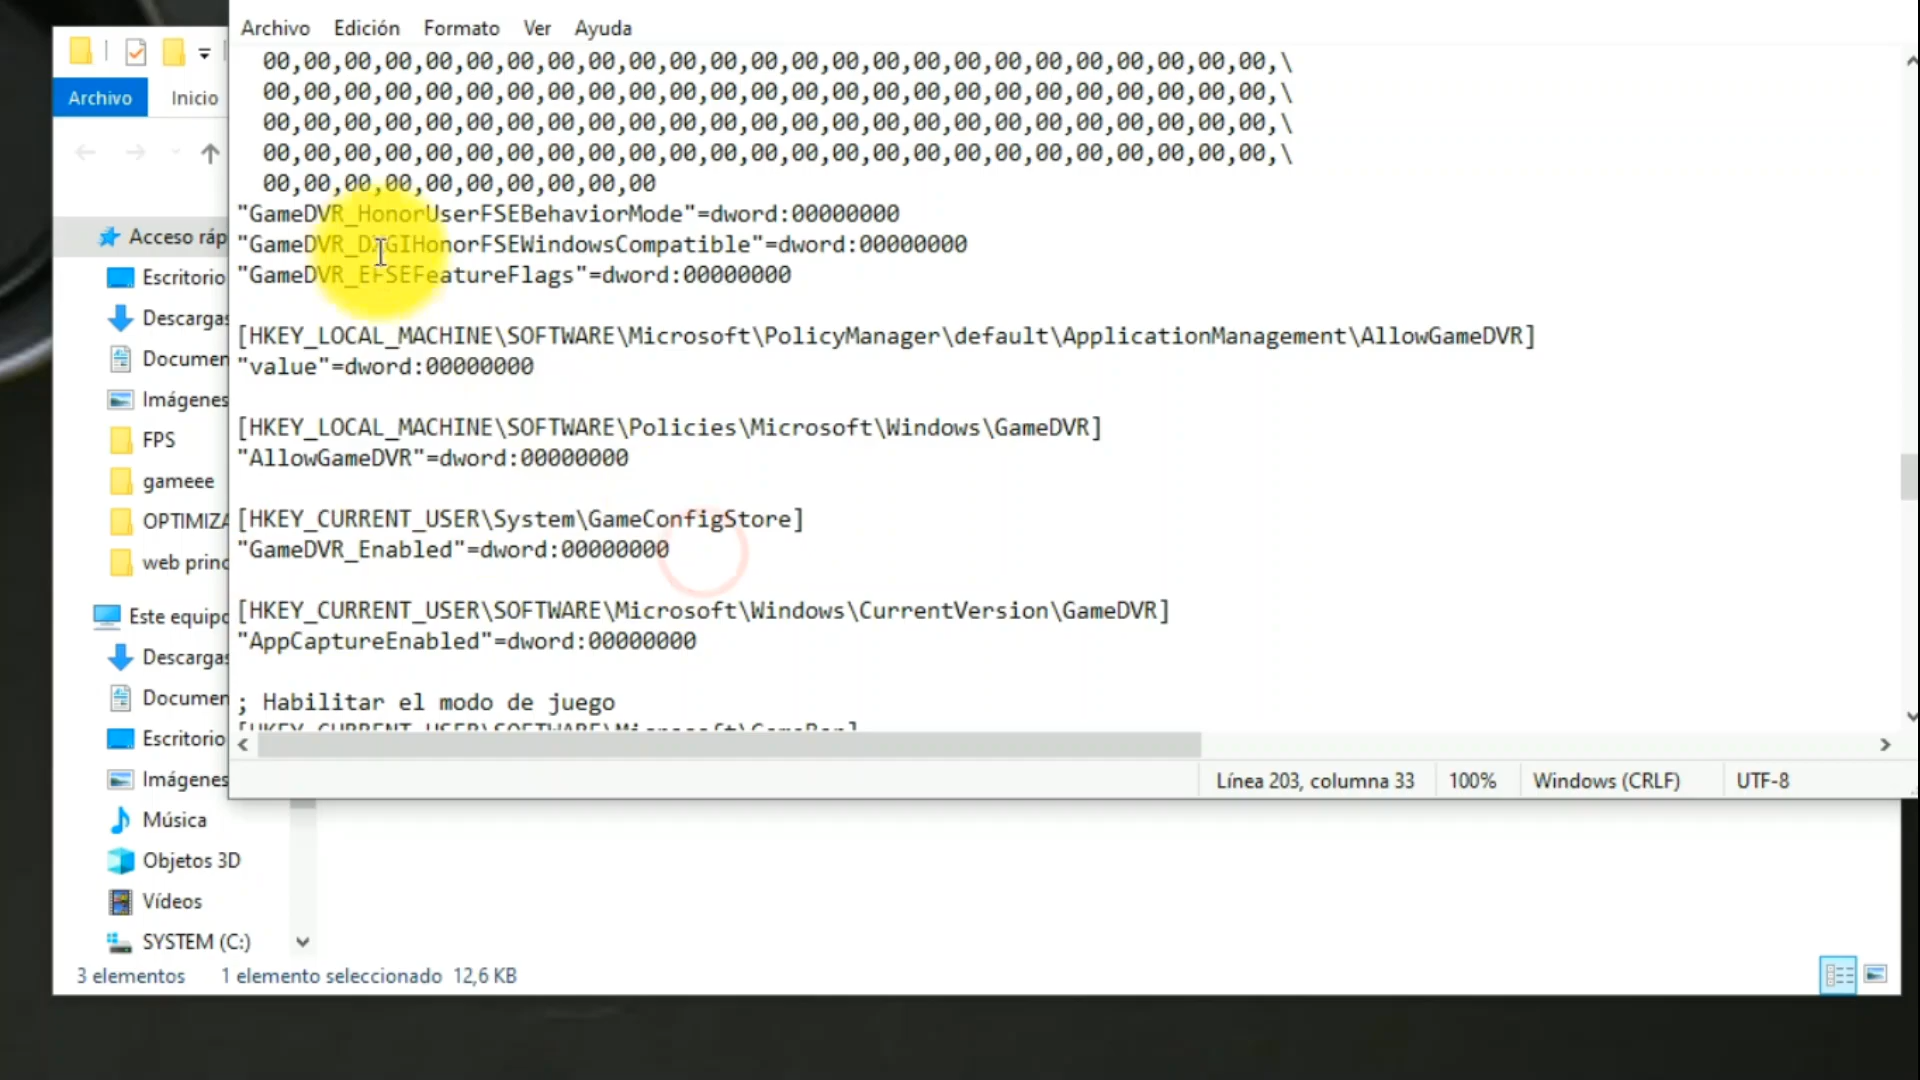 Archivo Edición Formato Ver Ayuda
Archivo Inicio
00,00,00,00,00,00,00,00,00,00,00,00,00,00,00,00,00,00,00,00,00,00,00,00,00,\
00,00,00,00,00,00,00,00,00,00,00,00,00,00,00,00,00,00,00,00,00,00,00,00,00,\
00,00,00,00,00,00,00,00,00,00,00,00,00,00,00,00,00,00,00,00,00,00,00,00,00,\
00,00,00,00,00,00,00,00,00,00,00,00,00,00,00,00,00,00,00,00,00,00,00,00,00,\
00,00,00,00,00,00,00,00,00,00
"GameDVR_HonorUserFSEBehaviorMode"=dword:00000000
"GameDVR_DXGIHonorFSEWindowsCompatible"=dword:00000000
"GameDVR_EFSEFeatureFlags"=dword:00000000
[HKEY_LOCAL_MACHINE\SOFTWARE\Microsoft\PolicyManager\default\ApplicationManagement\AllowGameDVR]
"value"=dword:00000000
[HKEY_LOCAL_MACHINE\SOFTWARE\Policies\Microsoft\Windows\GameDVR]
"AllowGameDVR"=dword:00000000
[HKEY_CURRENT_USER\System\GameConfigStore]
"GameDVR_Enabled"=dword:00000000
[HKEY_CURRENT_USER\SOFTWARE\Microsoft\Windows\CurrentVersion\GameDVR]
"AppCaptureEnabled"=dword:00000000
; Habilitar el modo de juego
[HKEY_CURRENT_USER\SOFTWARE\Microsoft\GameBar]
Línea 203, columna 33 100% Windows (CRLF) UTF-8
Acceso ráp
Escritorio
Descargas
Documen
Imágenes
FPS
gameee
OPTIMIZA
web princ
Este equipo
Descargas
Documen
Escritorio
Imágenes
Música
Objetos 3D
Vídeos
SYSTEM (C:)
3 elementos 1 elemento seleccionado 12,6 KB